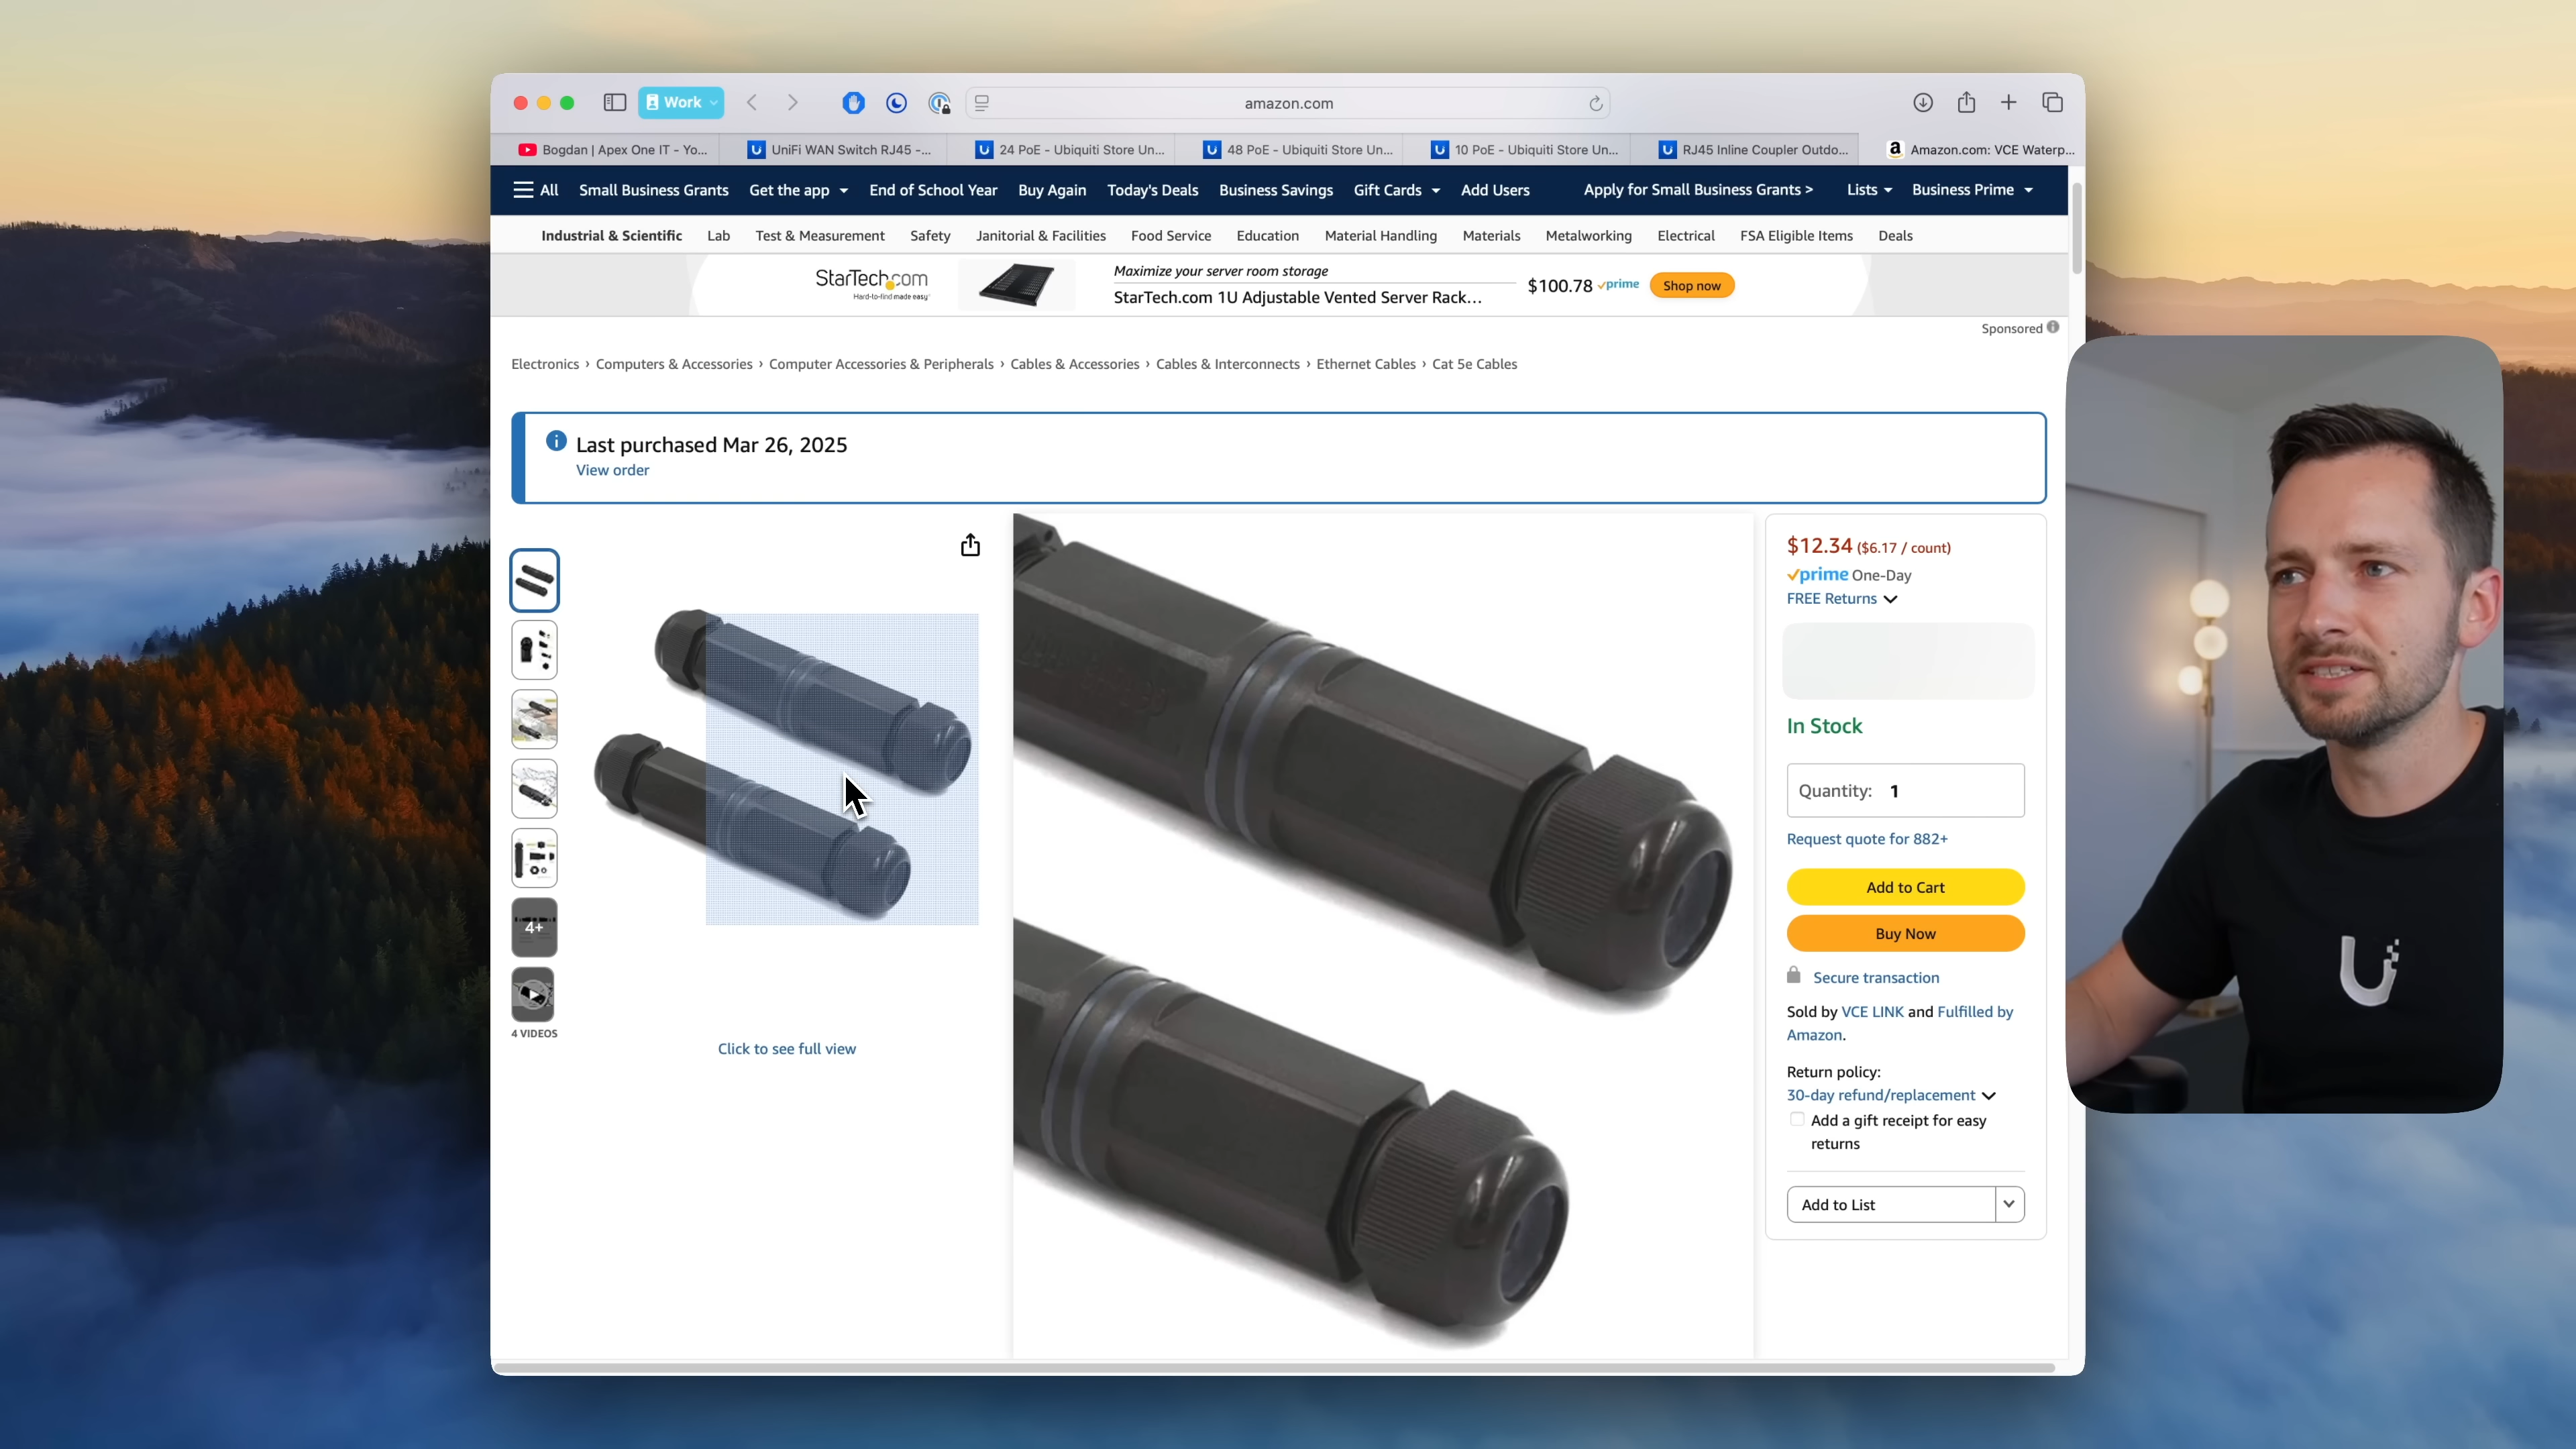 Work
amazon.com
Bogdan | Apex One IT - Yo...
UniFi WAN Switch RJ45 -...
24 PoE - Ubiquiti Store Un...
48 PoE - Ubiquiti Store Un...
10 PoE - Ubiquiti Store Un...
RJ45 Inline Coupler Outdo...
Amazon.com: VCE Waterp...
All
Small Business Grants
Get the app
End of School Year
Buy Again
Today's Deals
Business Savings
Gift Cards
Add Users
Apply for Small Business Grants >
Lists
Business Prime
Industrial & Scientific
Lab
Test & Measurement
Safety
Janitorial & Facilities
Food Service
Education
Material Handling
Materials
Metalworking
Electrical
FSA Eligible Items
Deals
StarTech.com
Hard-to-find made easy
Maximize your server room storage
StarTech.com 1U Adjustable Vented Server Rack...
$100.78 prime
Shop now
Sponsored
Electronics › Computers & Accessories › Computer Accessories & Peripherals › Cables & Accessories › Cables & Interconnects › Ethernet Cables › Cat 5e Cables
Last purchased Mar 26, 2025
View order
4+
4 VIDEOS
Click to see full view
$12.34 ($6.17 / count)
prime One-Day
FREE Returns
In Stock
Quantity: 1
Request quote for 882+
Add to Cart
Buy Now
Secure transaction
Sold by VCE LINK and Fulfilled by
Amazon.
Return policy:
30-day refund/replacement
Add a gift receipt for easy
returns
Add to List